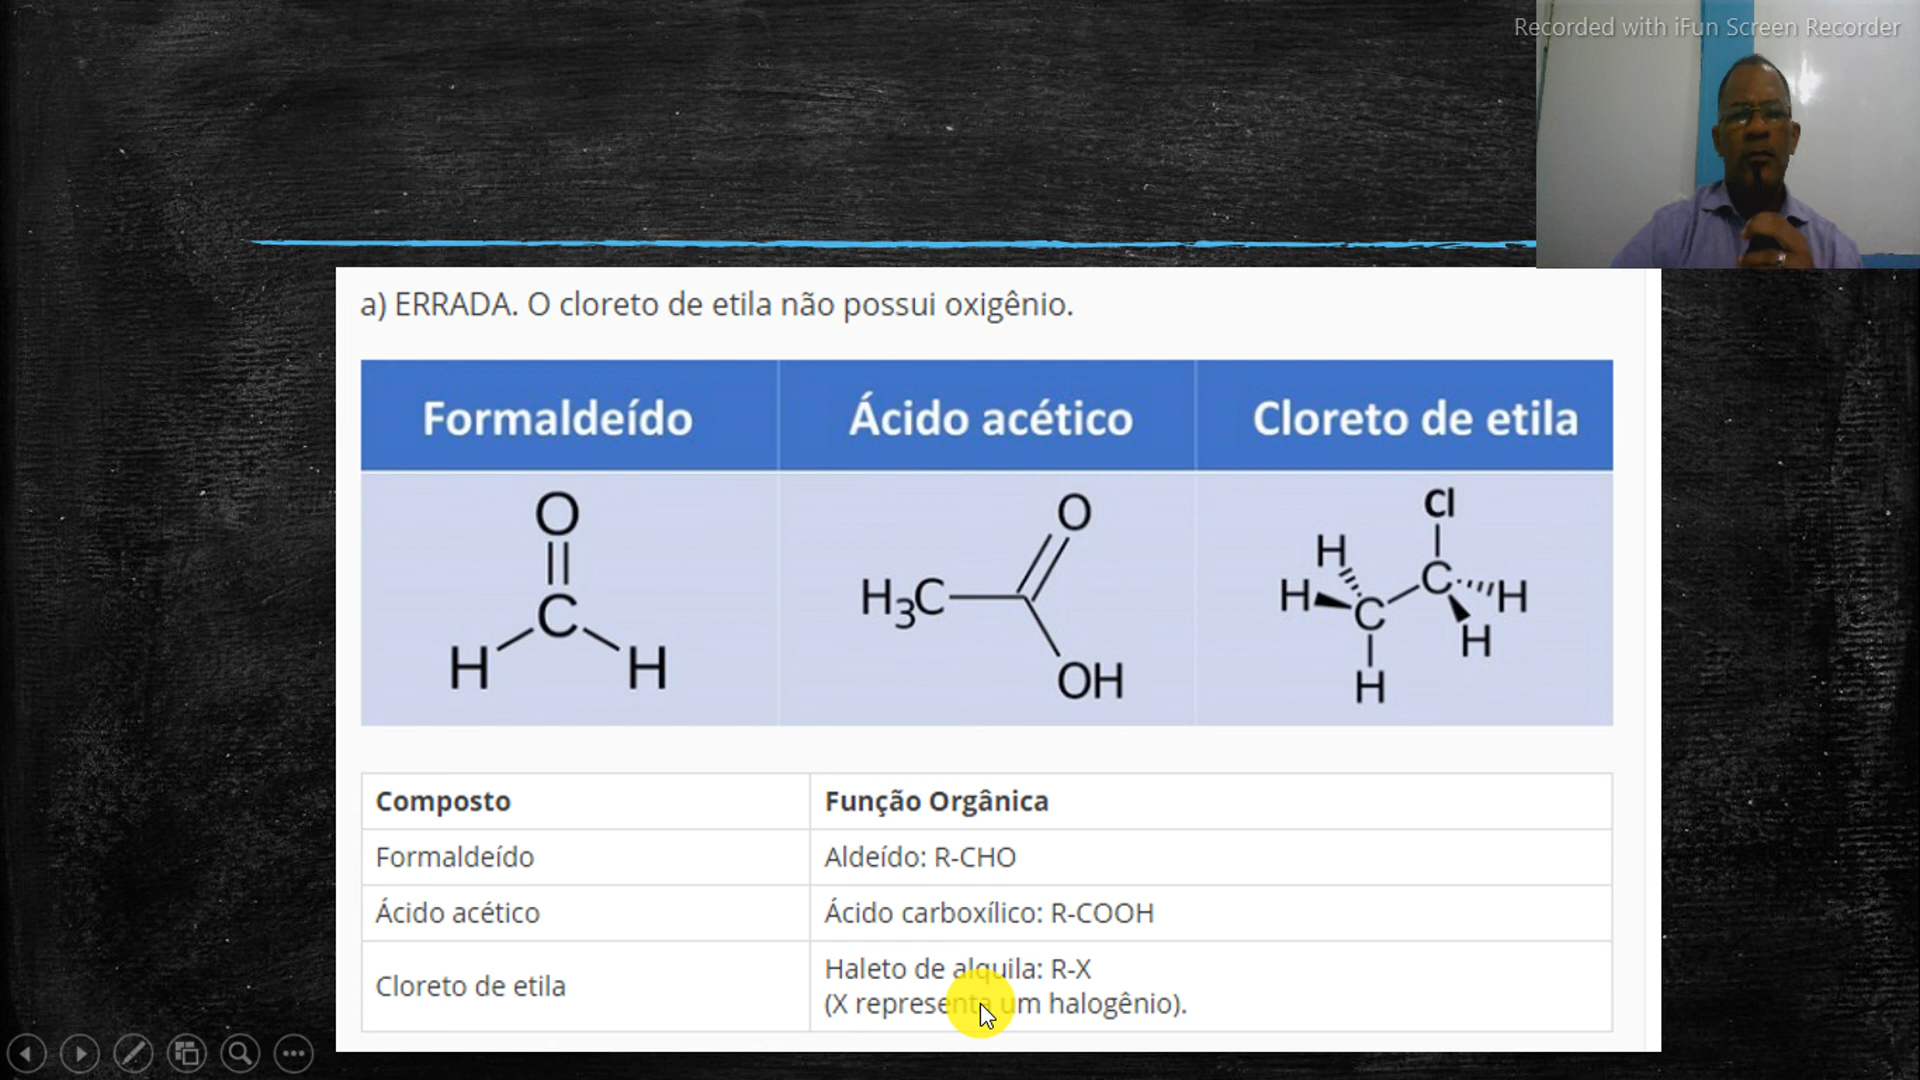 Recorded with iFun Screen Recorder
a) ERRADA. O cloreto de etila não possui oxigênio.
Formaldeído Ácido acético Cloreto de etila
O
C
H H
O
H₃C
OH
Cl
H
C H
H C
H
H
Composto Função Orgânica
Formaldeído Aldeído: R-CHO
Ácido acético Ácido carboxílico: R-COOH
Cloreto de etila Haleto de alquila: R-X
(X representa um halogênio).